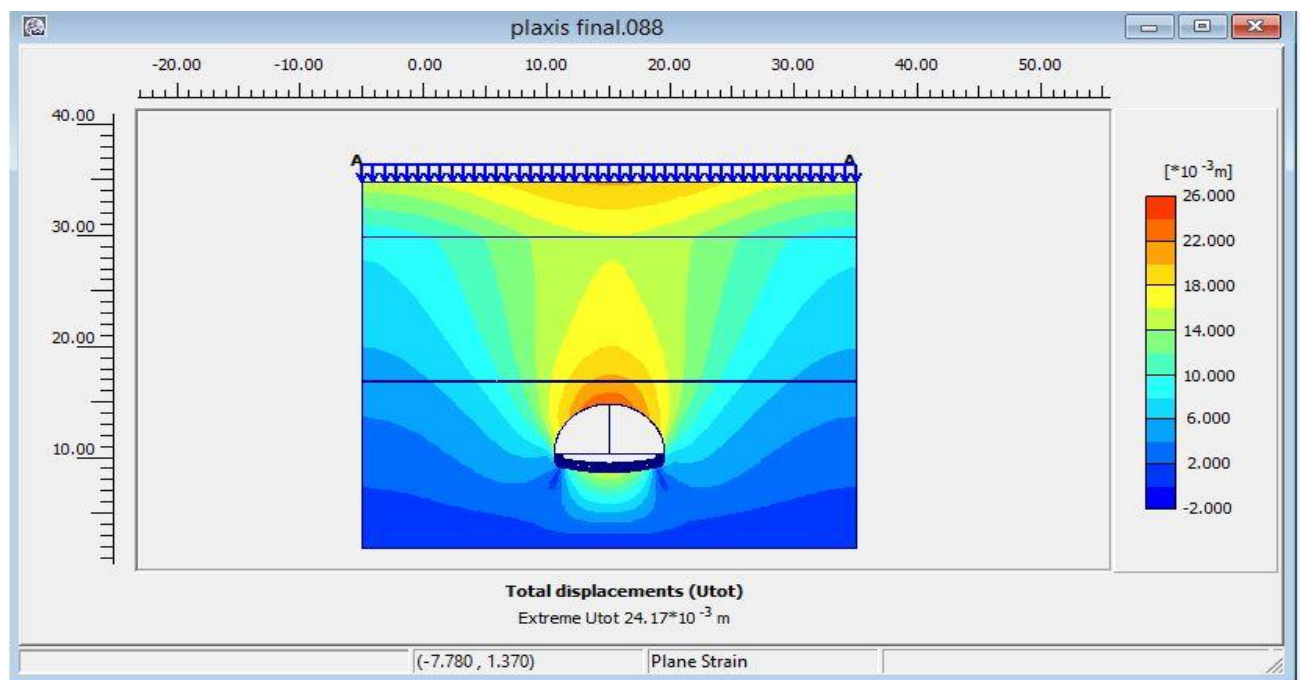 plaxis final.088
-20.00 -10.00 0.00 10.00 20.00 30.00 40.00 50.00
40.00
30.00
20.00
10.00
A A
[*10 -3m]
26.000
22.000
18.000
14.000
10.000
6.000
2.000
-2.000
Total displacements (Utot)
Extreme Utot 24.17*10 -3 m
(-7.780 , 1.370) Plane Strain